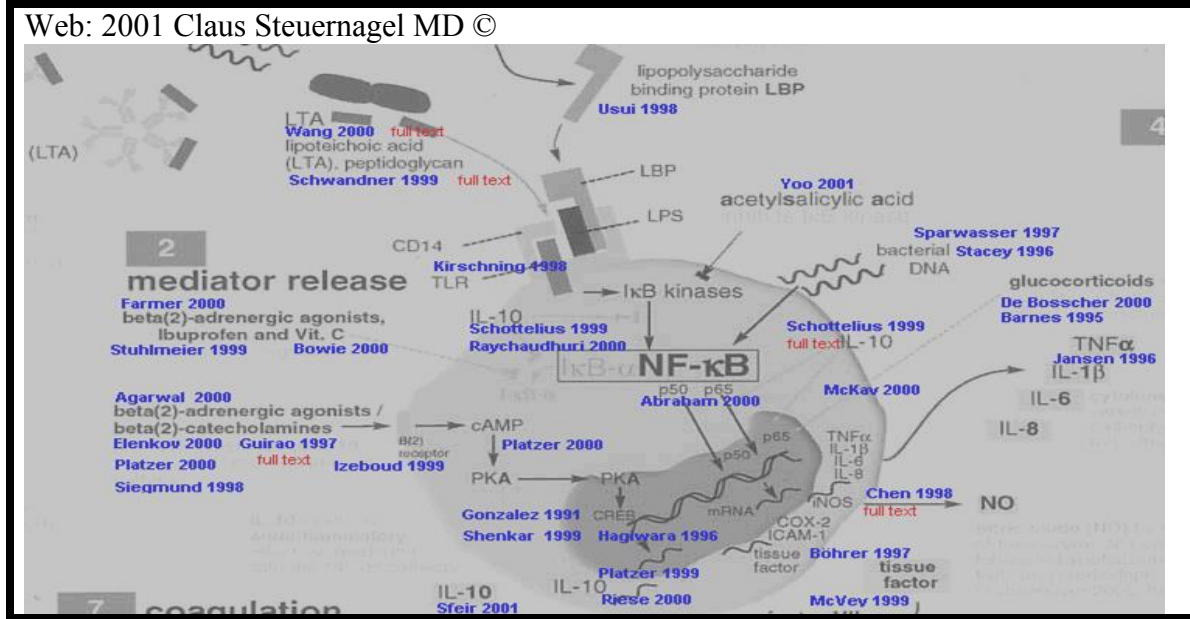 Web: 2001 Claus Steuernagel MD ©
lipopolysaccharide
binding protein LBP
Usui 1998
LTA
Wang 2000 full text
lipoteichoic acid
(LTA), peptidoglycan
Schwandner 1999 full text
(LTA)
4
LBP
LPS
Yoo 2001
acetylsalicylic acid
CD14
Kirschning 1998
TLR
2
mediator release
Sparwasser 1997
bacterial Stacey 1996
DNA
glucocorticoids
De Bosscher 2000
Barnes 1995
Farmer 2000
beta(2)-adrenergic agonists,
Ibuprofen and Vit. C
Stuhlmeier 1999 Bowie 2000
IκB kinases
IL-10
Schottelius 1999
Raychaudhuri 2000
Schottelius 1999
full text IL-10
IκB-α NF-κB
p50 p65
Abraham 2000
McKay 2000
TNFα
Jansen 1996
IL-1β
IL-6
IL-8
Agarwal 2000
beta(2)-adrenergic agonists /
beta(2)-catecholamines
Elenkov 2000 Guirao 1997
full text
Platzer 2000
Siegmund 1998
B(2)
receptor
Izeboud 1999
cAMP
Platzer 2000
PKA
PKA
CREB
Gonzalez 1991
Shenkar 1999 Hagiwara 1996
p50
p65
mRNA
TNFα
IL-1β
IL-6
IL-8
iNOS
Chen 1998
full text
NO
COX-2
ICAM-1
tissue
factor
Böhrer 1997
tissue
factor
Platzer 1999
IL-10
Riese 2000
McVey 1999
IL-10
Sfeir 2001
7
coagulation